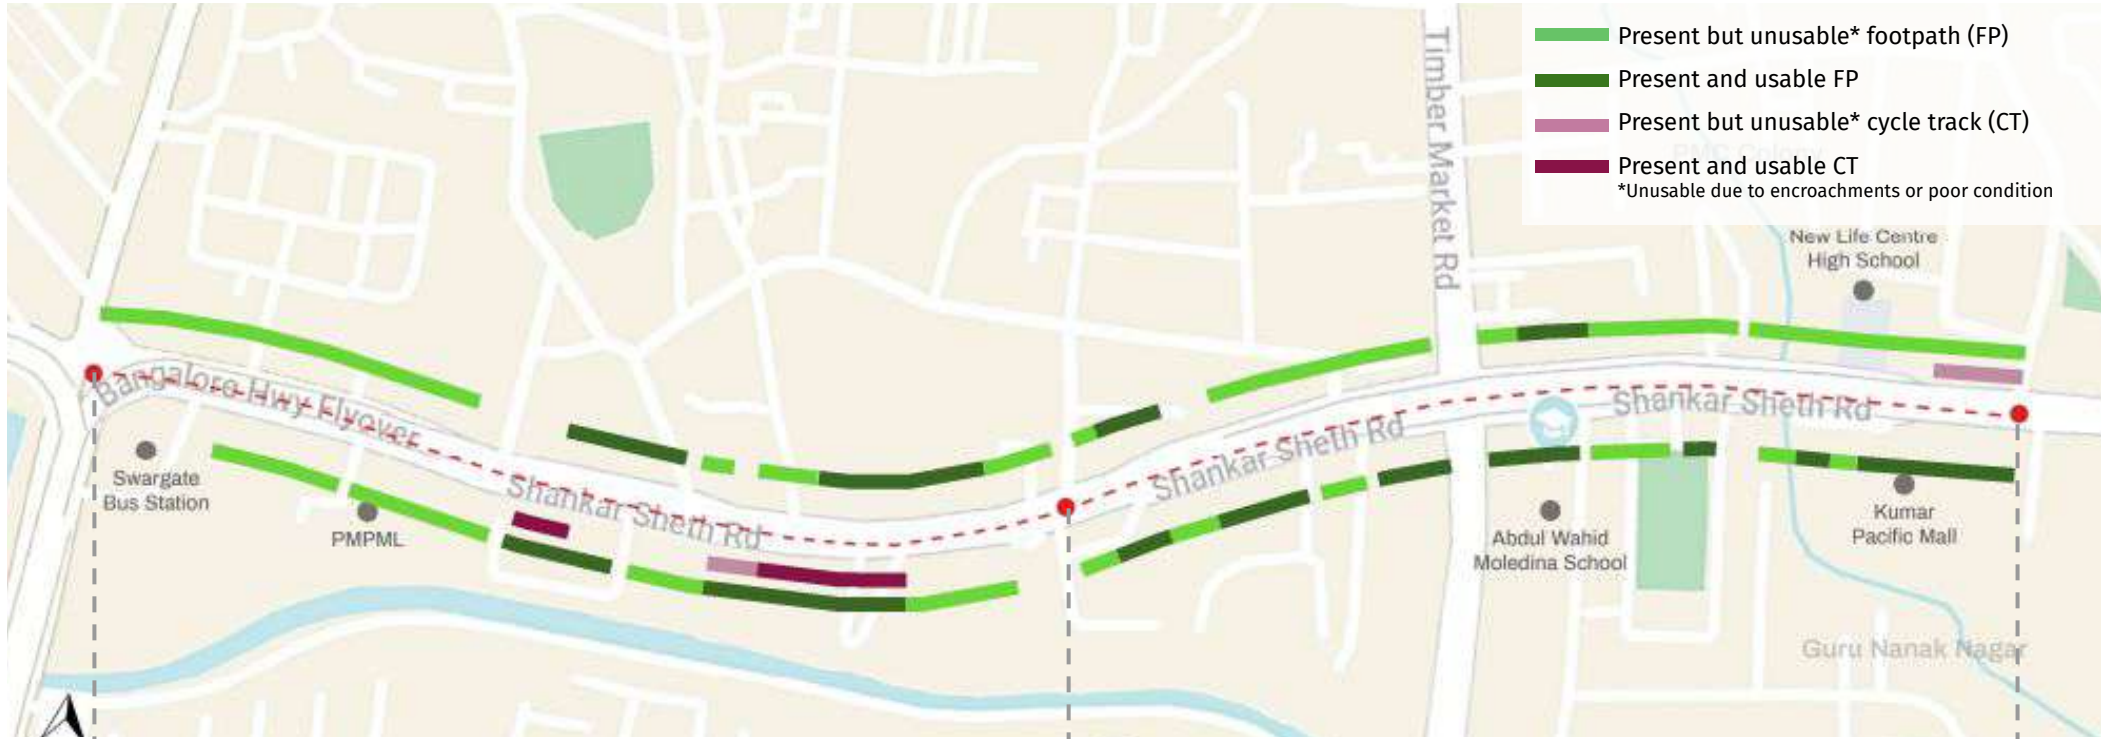 Present but unusable* footpath (FP)
Present and usable FP
Present but unusable* cycle track (CT)
Present and usable CT
*Unusable due to encroachments or poor condition
Timber Market Rd
New Life Centre
High School
Bangalore Hwy Flyover
Shankar Sheth Rd
Shankar Sheth Rd
Shankar Sheth Rd
Swargate
Bus Station
PMPML
Abdul Wahid
Moledina School
Kumar
Pacific Mall
Guru Nanak Nagar